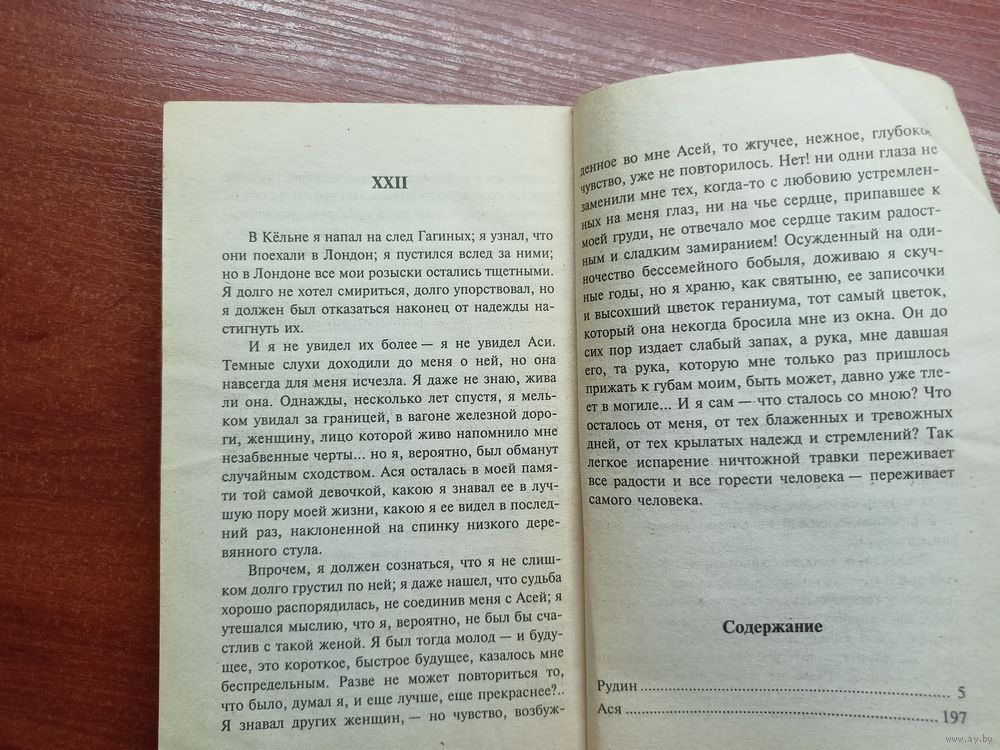 XXII
В Кёльне я напал на след Гагиных; я узнал, что
они поехали в Лондон; я пустился вслед за ними;
но в Лондоне все мои розыски остались тщетными.
Я долго не хотел смириться, долго упорствовал, но
я должен был отказаться наконец от надежды на-
стигнуть их.
И я не увидел их более — я не увидел Аси.
Темные слухи доходили до меня о ней, но она
навсегда для меня исчезла. Я даже не знаю, жива
ли она. Однажды, несколько лет спустя, я мель-
ком увидал за границей, в вагоне железной доро-
ги, женщину, лицо которой живо напомнило мне
незабвенные черты... но я, вероятно, был обманут
случайным сходством. Ася осталась в моей памя-
ти той самой девочкой, какою я знавал ее в луч-
шую пору моей жизни, какою я ее видел в послед-
ний раз, наклоненной на спинку низкого дере-
вянного стула.
Впрочем, я должен сознаться, что я не слиш-
ком долго грустил по ней; я даже нашел, что судьба
хорошо распорядилась, не соединив меня с Асей; я
утешался мыслию, что я, вероятно, не был бы сча-
стлив с такой женой. Я был тогда молод — и буду-
щее, это короткое, быстрое будущее, казалось мне
беспредельным. Разве не может повториться то,
что было, думал я, и еще лучше, еще прекраснее?..
Я знавал других женщин, — но чувство, возбуж-
денное во мне Асей, то жгучее, нежное, глубоко
чувство, уже не повторилось. Нет! ни одни глаза не
заменили мне тех, когда-то с любовию устремлен-
ных на меня глаз, ни на чье сердце, припавшее к
моей груди, не отвечало мое сердце таким радост-
ным и сладким замиранием! Осужденный на оди-
ночество бессемейного бобыля, доживаю я скуч-
ные годы, но я храню, как святыню, ее записочки
и высохший цветок гераниума, тот самый цветок,
который она некогда бросила мне из окна. Он до
сих пор издает слабый запах, а рука, мне давшая
его, та рука, которую мне только раз пришлось
прижать к губам моим, быть может, давно уже тле-
ет в могиле... И я сам — что сталось со мною? Что
осталось от меня, от тех блаженных и тревожных
дней, от тех крылатых надежд и стремлений? Так
легкое испарение ничтожной травки переживает
все радости и все горести человека — переживает
самого человека.
Содержание
Рудин 5
Ася 197
www.ay.by